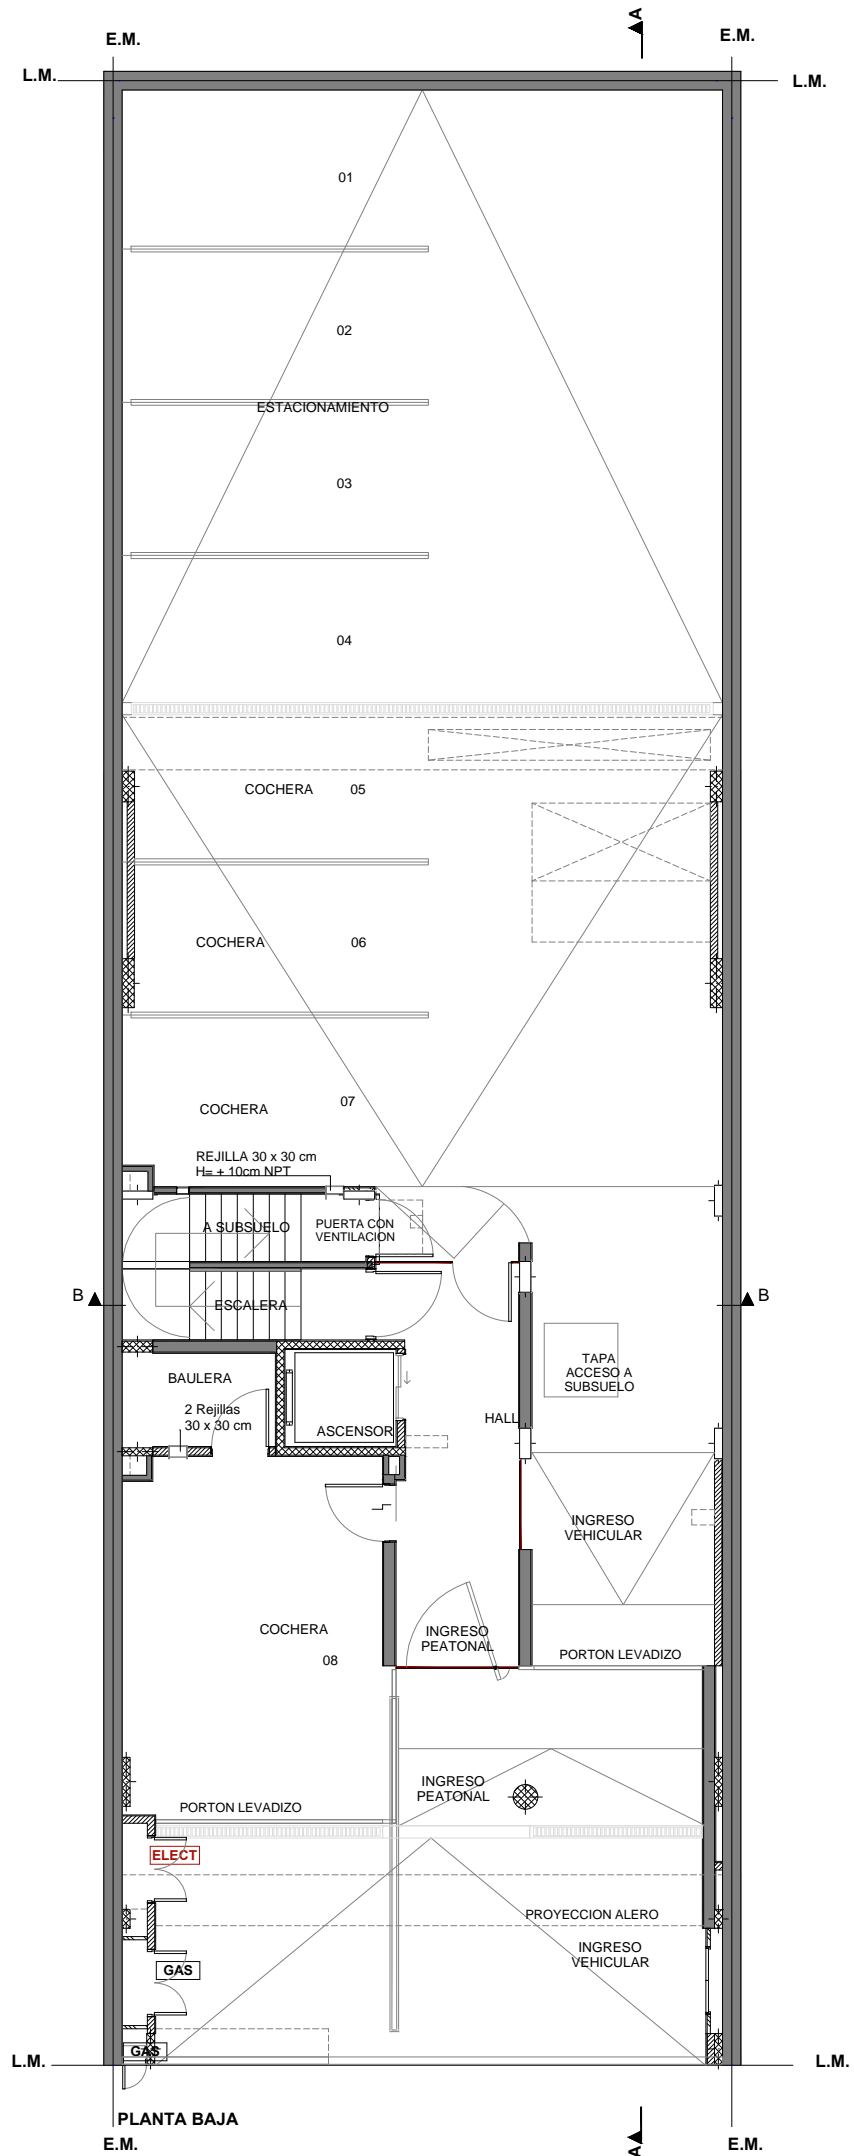 A
E.M.
E.M.
L.M.
L.M.
01
02
ESTACIONAMIENTO
03
04
COCHERA 05
COCHERA 06
COCHERA 07
REJILLA 30 x 30 cm
H= + 10cm NPT
A SUBSUELO
PUERTA CON
VENTILACION
B
B
ESCALERA
TAPA
ACCESO A
SUBSUELO
BAULERA
2 Rejillas
30 x 30 cm
ASCENSOR
HALL
INGRESO
VEHICULAR
COCHERA
08
INGRESO
PEATONAL
PORTON LEVADIZO
INGRESO
PEATONAL
PORTON LEVADIZO
ELECT
PROYECCION ALERO
INGRESO
VEHICULAR
GAS
GAS
L.M.
L.M.
PLANTA BAJA
E.M.
A
E.M.